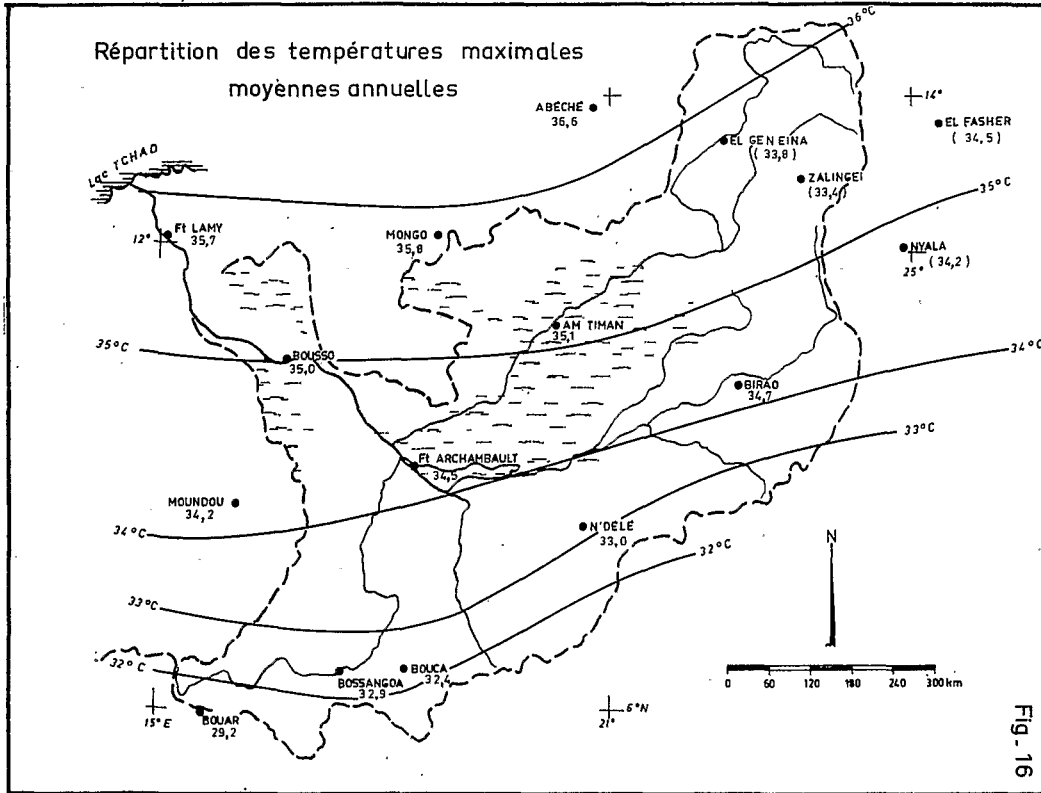 Répartition des températures maximales
moyennes annuelles
36°C
ABÉCHÉ
36,6
14°
EL FASHER
(34,5)
EL GENEINA
(33,8)
Lac TCHAD
ZALINGEI
(33,4)
35°C
Ft LAMY
35,7
12°
MONGO
35,8
NYALA
(34,2)
25°
AM TIMAN
35,1
35°C
BOUSSO
35,0
34°C
BIRAO
34,7
33°C
Ft ARCHAMBAULT
34,5
MOUNDOU
34,2
34°C
N'DELÉ
33,0
32°C
N
33°C
32°C
BOSSANGOA
32,9
BOUCA
32,4
0 60 120 180 240 300 km
15° E
BOUAR
29,2
21°
6°N
Fig-16